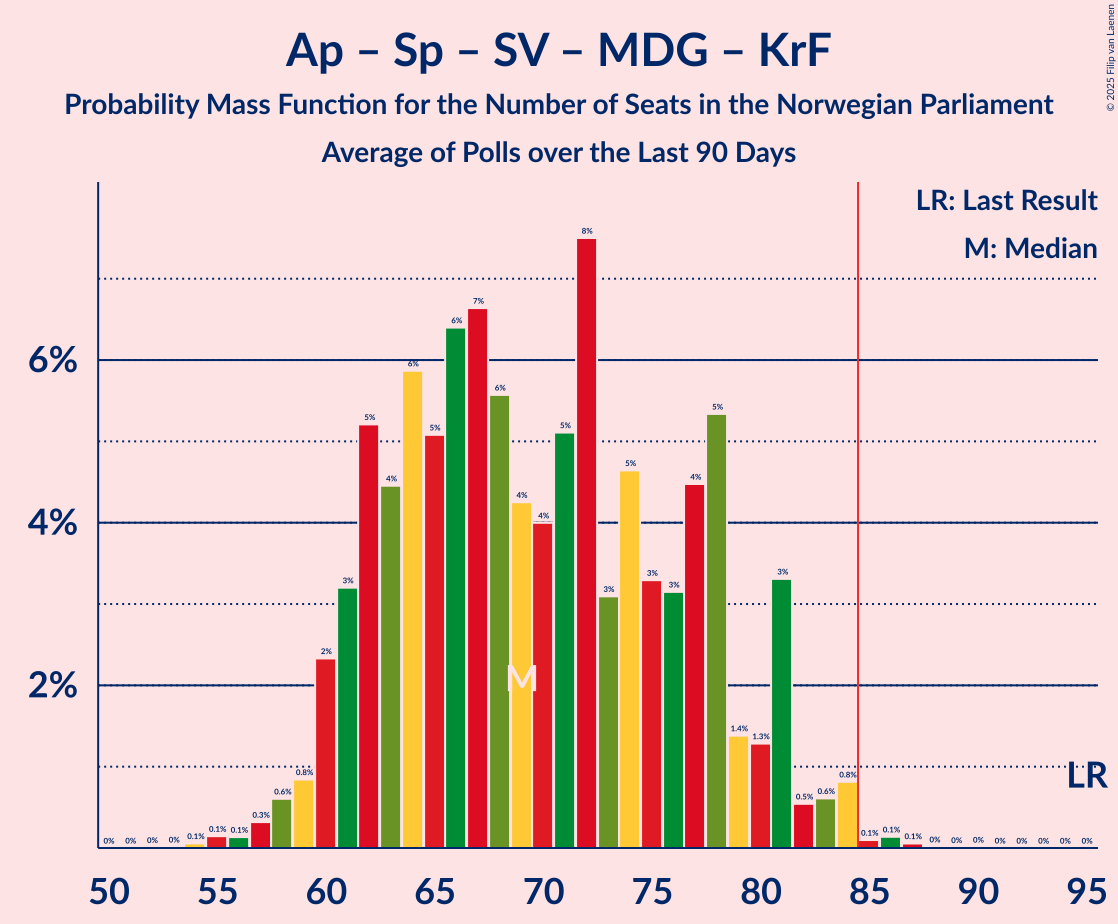 Ap – Sp – SV – MDG – KrF
Probability Mass Function for the Number of Seats in the Norwegian Parliament
Average of Polls over the Last 90 Days
© 2025 Filip van Laenen
LR: Last Result
M: Median
6%
4%
2%
0% 0% 0% 0% 0.1% 0.1% 0.1% 0.3% 0.6% 0.8% 2% 3% 5% 4% 6% 5% 6% 7% 6% 4% 4% 5% 8% 3% 5% 3% 3% 4% 5% 1.4% 1.3% 3% 0.5% 0.6% 0.8% 0.1% 0.1% 0.1% 0% 0% 0% 0% 0% 0% 0% 0%
M
LR
50 55 60 65 70 75 80 85 90 95